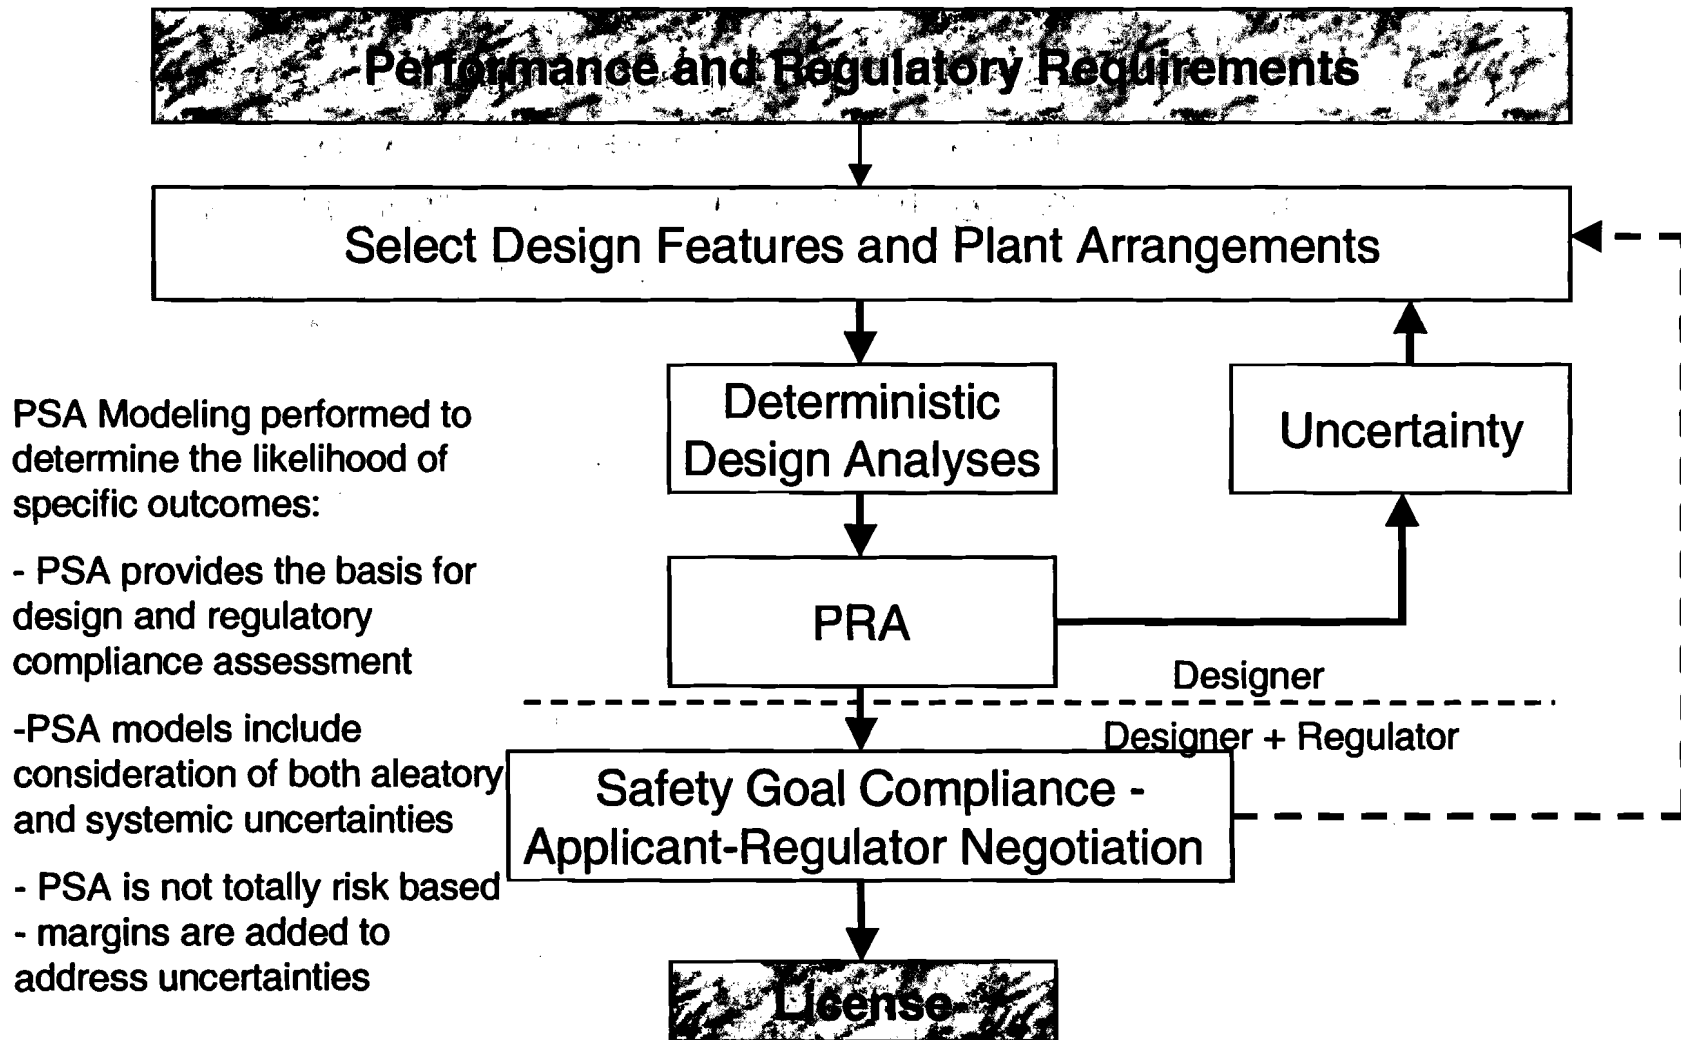 Performance and Regulatory Requirements
Select Design Features and Plant Arrangements
Deterministic
Design Analyses
Uncertainty
PSA Modeling performed to
determine the likelihood of
specific outcomes:
- PSA provides the basis for
design and regulatory
compliance assessment
-PSA models include
consideration of both aleatory
and systemic uncertainties
- PSA is not totally risk based
- margins are added to
address uncertainties
PRA
Designer
Designer + Regulator
Safety Goal Compliance -
Applicant-Regulator Negotiation
License